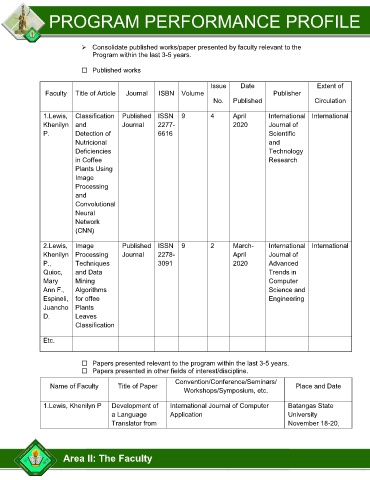 PROGRAM PERFORMANCE PROFILE
➢ Consolidate published works/paper presented by faculty relevant to the
Program within the last 3-5 years.
☐ Published works
Faculty Title of Article Journal ISBN Volume Issue No. Date Published Publisher Extent of Circulation
1.Lewis, Classification Published ISSN 9 4 April International International
Khenilyn and Journal 2277- 2020 Journal of
P. Detection of 6616 Scientific
Nutricional and
Deficiencies Technology
in Coffee Research
Plants Using
Image
Processing
and
Convolutional
Neural
Network
(CNN)
2.Lewis, Image Published ISSN 9 2 March- International International
Khenilyn Processing Journal 2278- April Journal of
P., Techniques 3091 2020 Advanced
Quioc, and Data Trends in
Mary Mining Computer
Ann F., Algorithms Science and
Espineli, for offee Engineering
Juancho Plants
D. Leaves
Classification
Etc.
☐ Papers presented relevant to the program within the last 3-5 years.
☐ Papers presented in other fields of interest/discipline.
Name of Faculty Title of Paper Convention/Conference/Seminars/ Workshops/Symposium, etc. Place and Date
1.Lewis, Khenilyn P Development of International Journal of Computer Batangas State
a Language Application University
Translator from November 18-20,
Area II: The Faculty